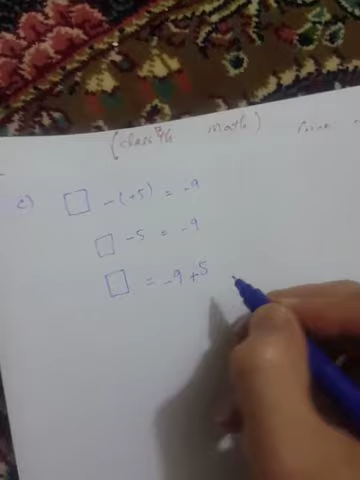 (class 8th math)
c) □ -(+5) = -9
□ -5 = -9
□ = -9 +5